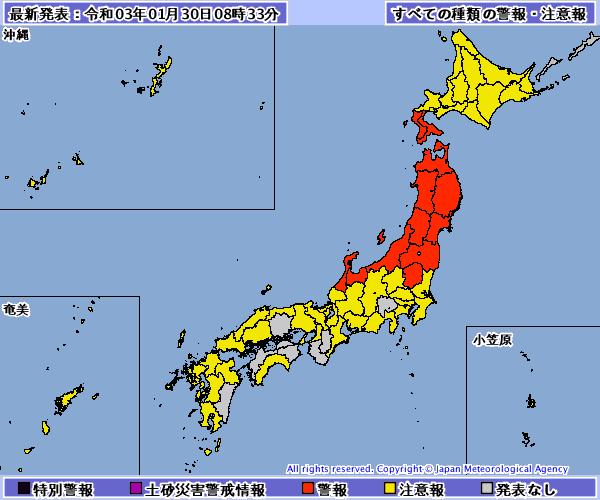 最新発表：令和03年01月30日08時33分
すべての種類の警報・注意報
沖縄
奄美
小笠原
All rights reserved. Copyright © Japan Meteorological Agency
特別警報 土砂災害警戒情報 警報 注意報 発表なし